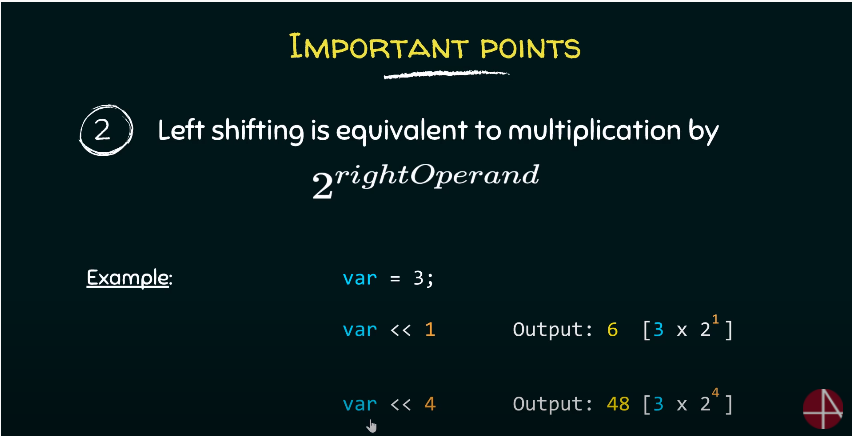 IMPORTANT POINTS
2 Left shifting is equivalent to multiplication by
2^rightOperand
Example: var = 3;
var << 1 Output: 6 [3 x 2^1]
var << 4 Output: 48 [3 x 2^4]